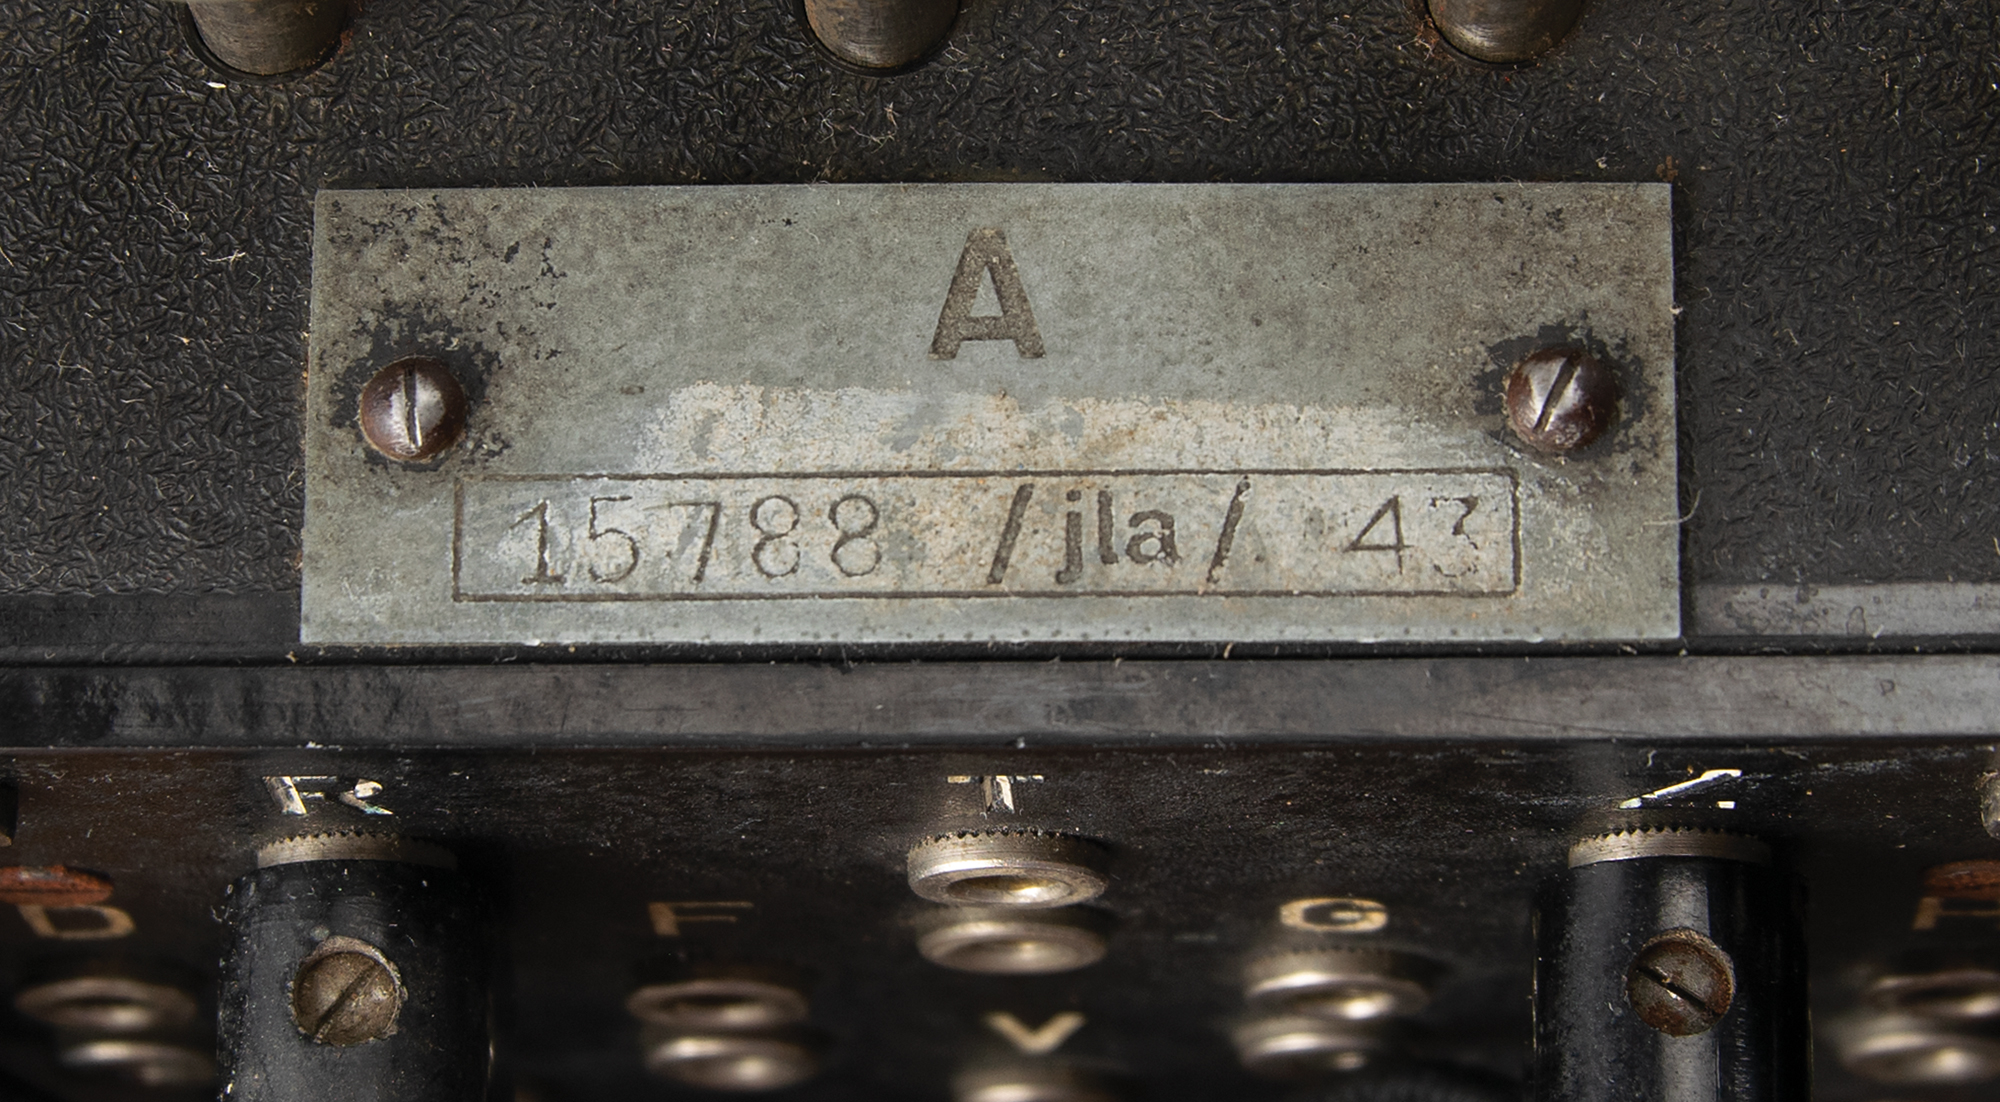 A
15788 /jla/ 43
R T Z
D F G H
V